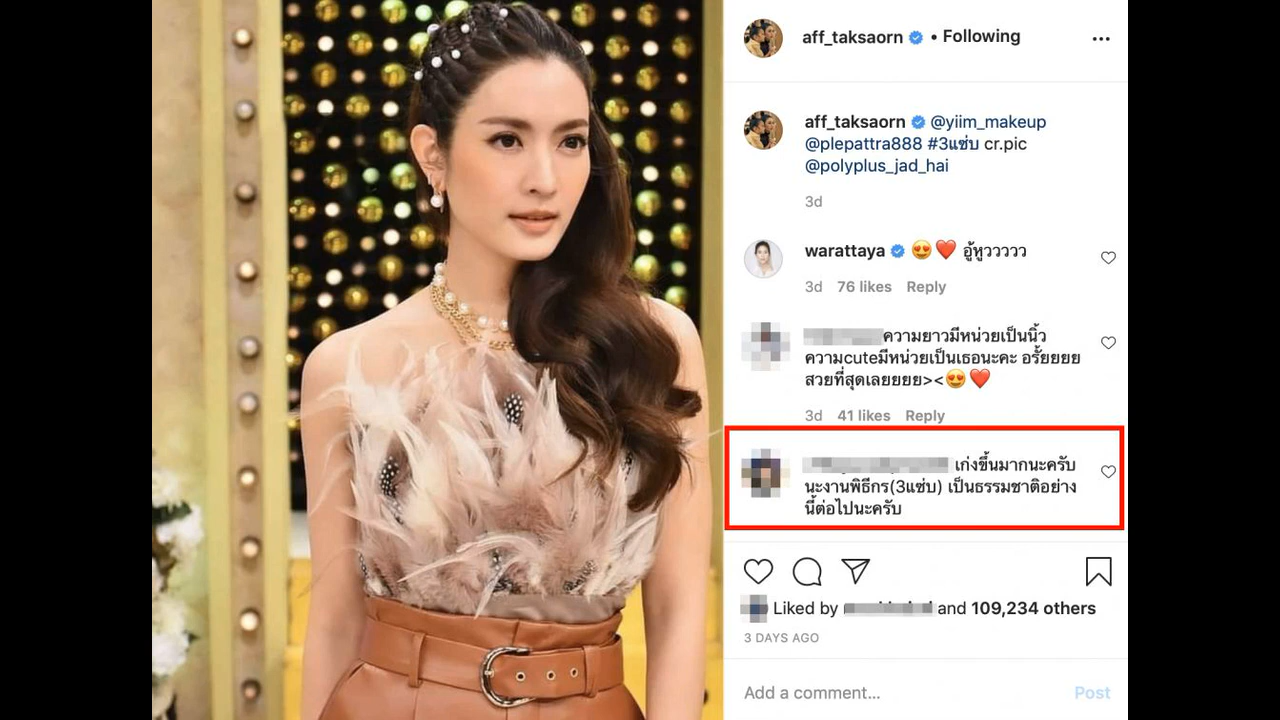 aff_taksaorn • Following
aff_taksaorn @yiim_makeup
@plepattra888 #3แซ่บ cr.pic
@polyplus_jad_hai
3d
warattaya 😍❤️ อู้หูววววว
3d 76 likes Reply
ความยาวมีหน่วยเป็นนิ้ว
ความcuteมีหน่วยเป็นเธอนะคะ อรั้ยยยย
สวยที่สุดเลยยยย><😍❤️
3d 41 likes Reply
เก่งขึ้นมากนะครับ
นะงานพิธีกร(3แซ่บ) เป็นธรรมชาติอย่าง
นี้ต่อไปนะครับ
Liked by and 109,234 others
3 DAYS AGO
Add a comment... Post